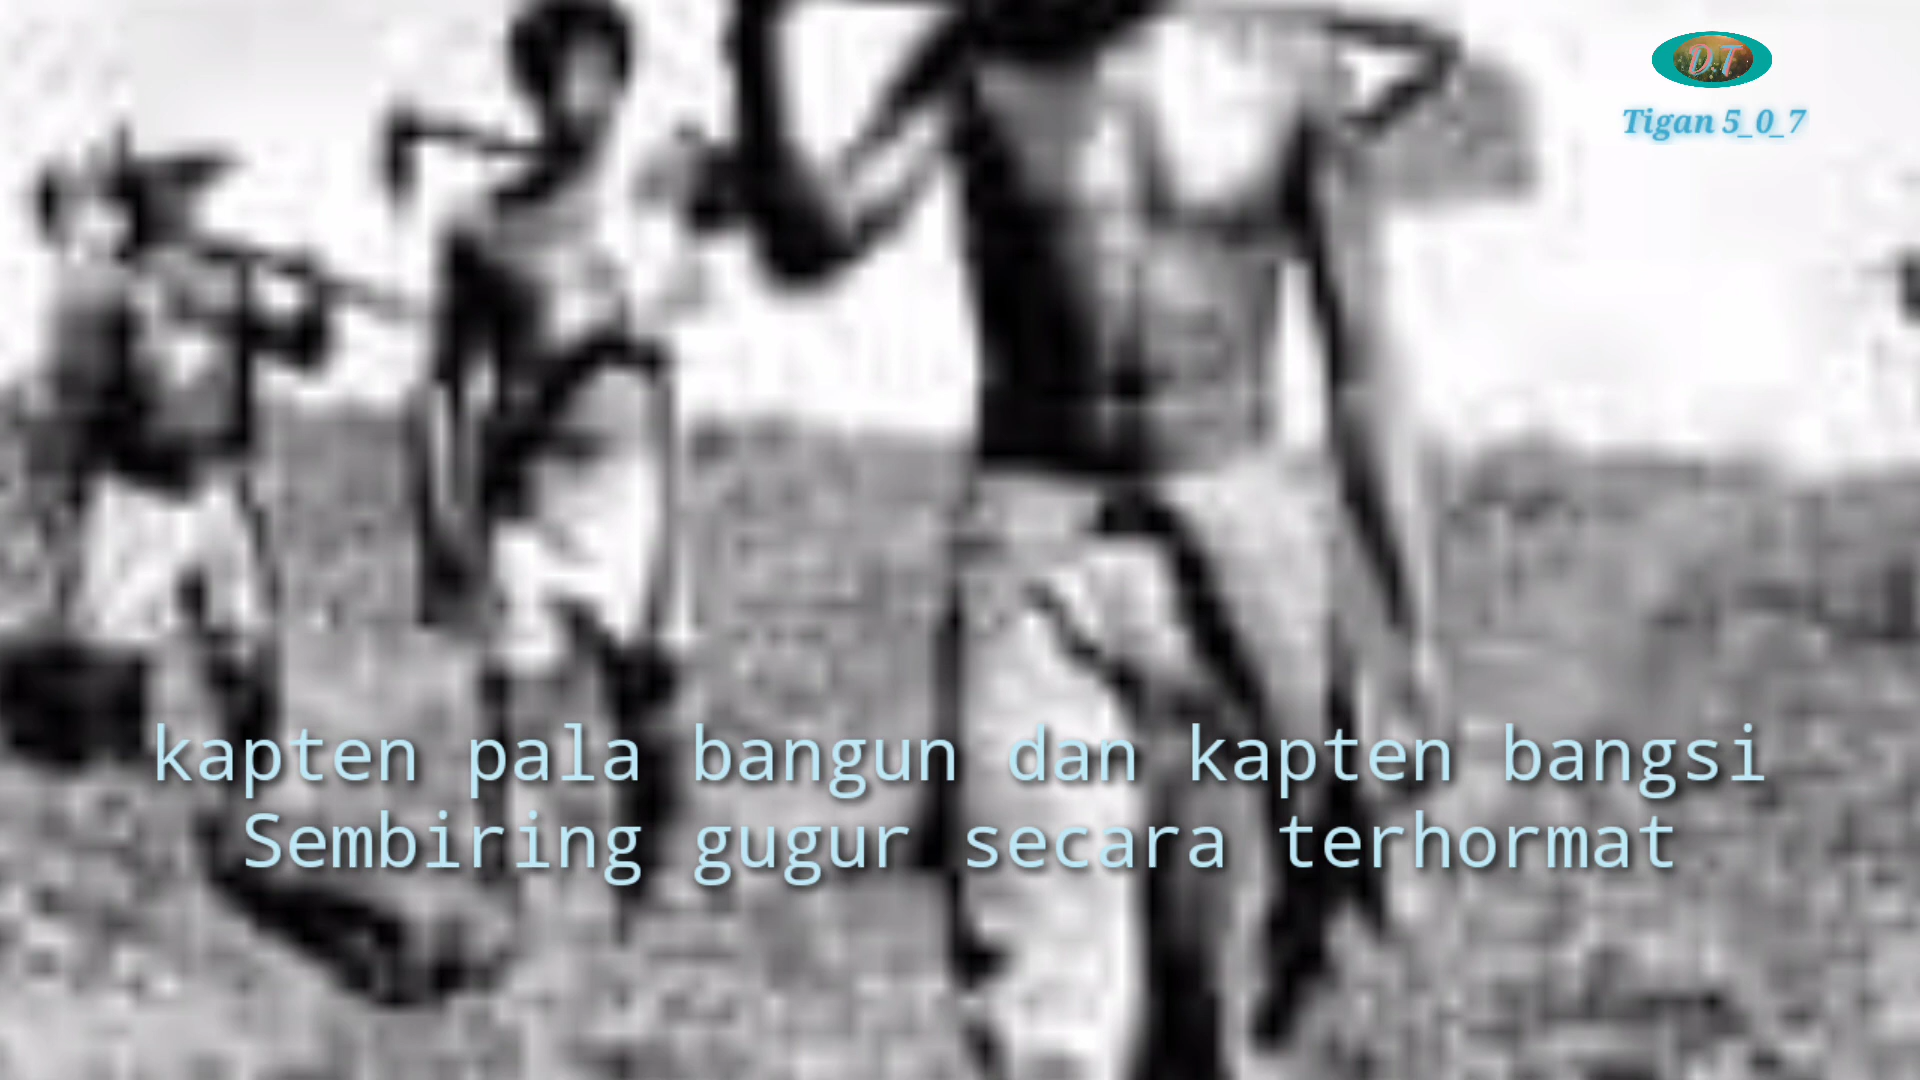 DT
Tigan 5_0_7
kapten pala bangun dan kapten bangsi
Sembiring gugur secara terhormat